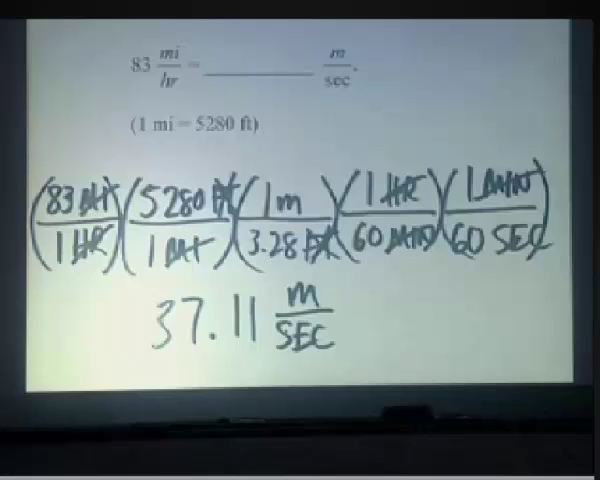 83 mi/hr = __________ m/sec.
(1 mi = 5280 ft)
(83 MI/1 HR)(5280 ft/1 MI)(1 m/3.28 ft)(1 HR/60 MIN)(1 MIN/60 SEC)
37.11 m/SEC